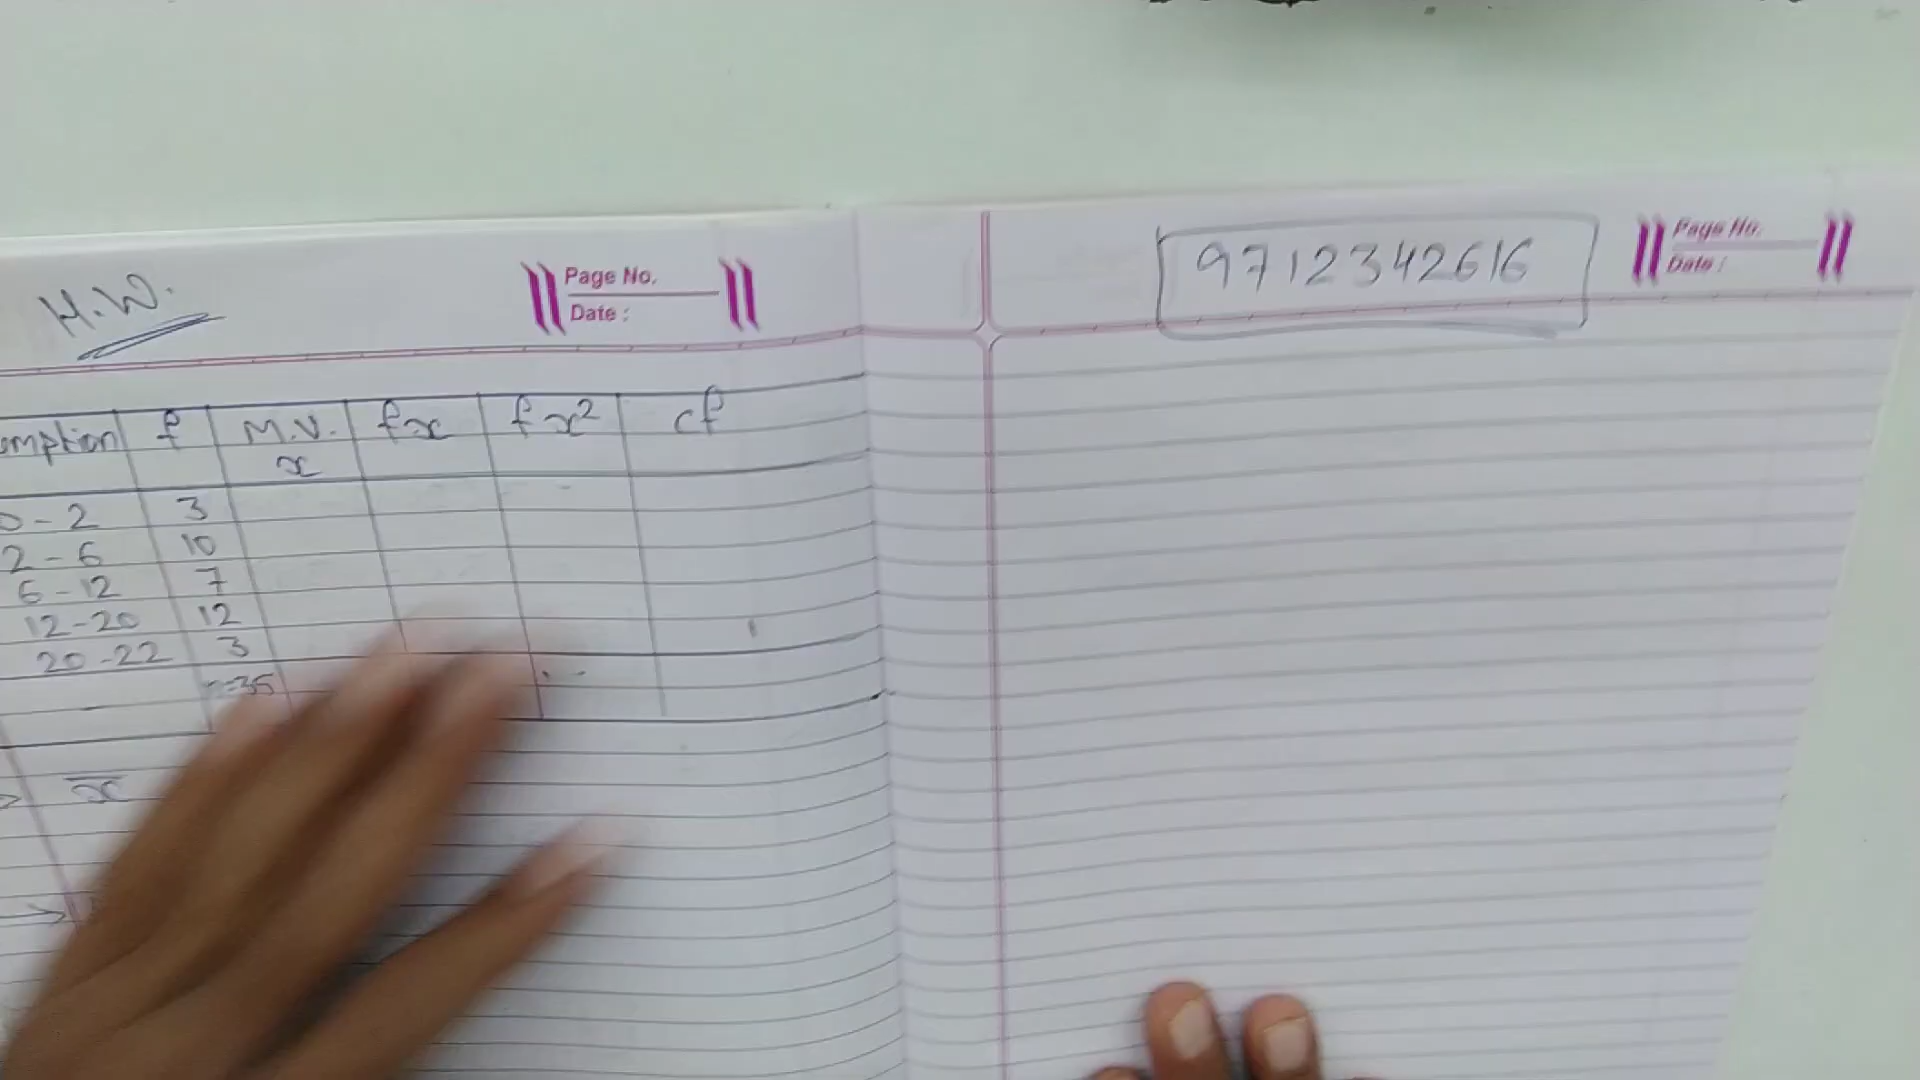 H.W.
Page No.
Date :
9712342616
Page No.
Date :
f M.V. x fx fx² cf
0-2 3
2-6 10
6-12 7
12-20 12
20-22 3
n=35
x̄